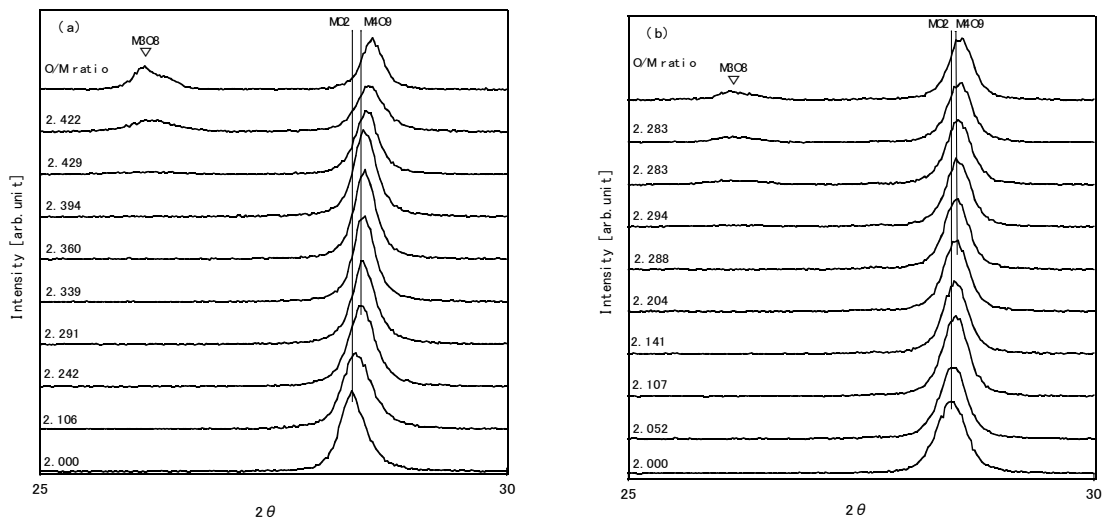 (a)
MO2 M4O9
M3O8
▽
O/M ratio
2.422
2.429
2.394
2.360
2.339
2.291
2.242
2.106
2.000
25
30
2θ
Intensity [arb.unit]
(b)
MO2 M4O9
M3O8
▽
O/M ratio
2.283
2.283
2.294
2.288
2.204
2.141
2.107
2.052
2.000
25
30
2θ
Intensity [arb.unit]